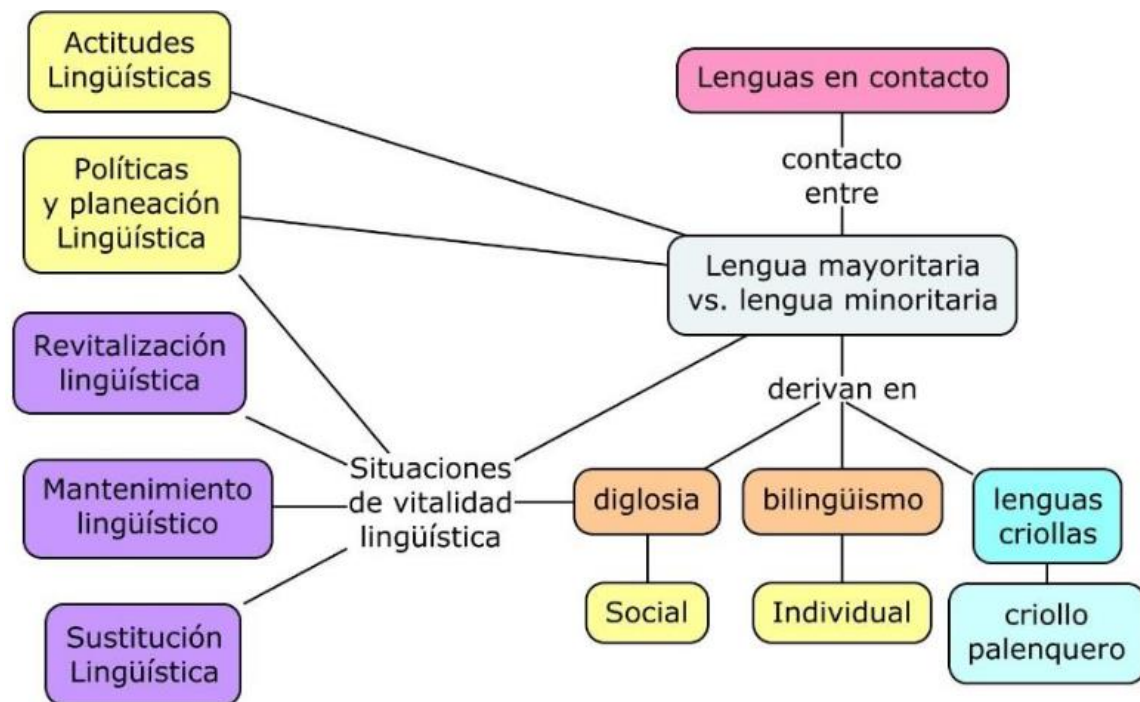 Actitudes
Lingüísticas
Lenguas en contacto
contacto
entre
Políticas
y planeación
Lingüística
Lengua mayoritaria
vs. lengua minoritaria
Revitalización
lingüística
derivan en
Situaciones
de vitalidad
lingüística
Mantenimiento
lingüístico
diglosia
bilingüismo
lenguas
criollas
Sustitución
Lingüística
Social
Individual
criollo
palenquero